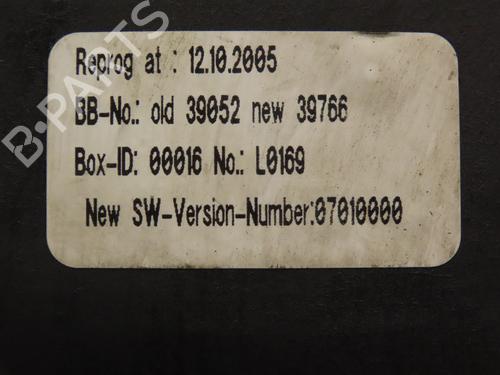 Reprog at : 12.10.2005
BB-No.: old 39052 new 39766
Box-ID: 00016 No.: L0169
New SW-Version-Number:07010000
B-PARTS